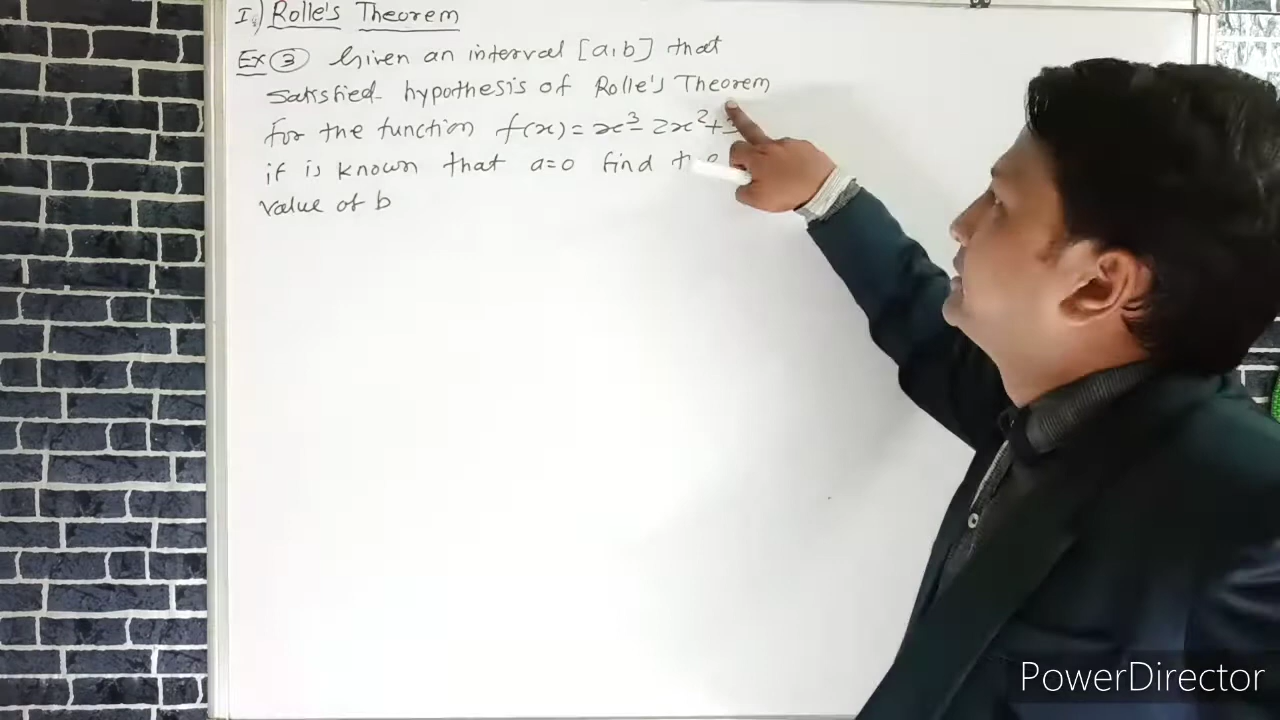 I.) Rolle's Theorem
Ex ③ Given an interval [a,b] that
satisfied hypothesis of Rolle's Theorem
for the function f(x) = x³ - 2x² + 3
if is known that a=0 find the
value of b
PowerDirector